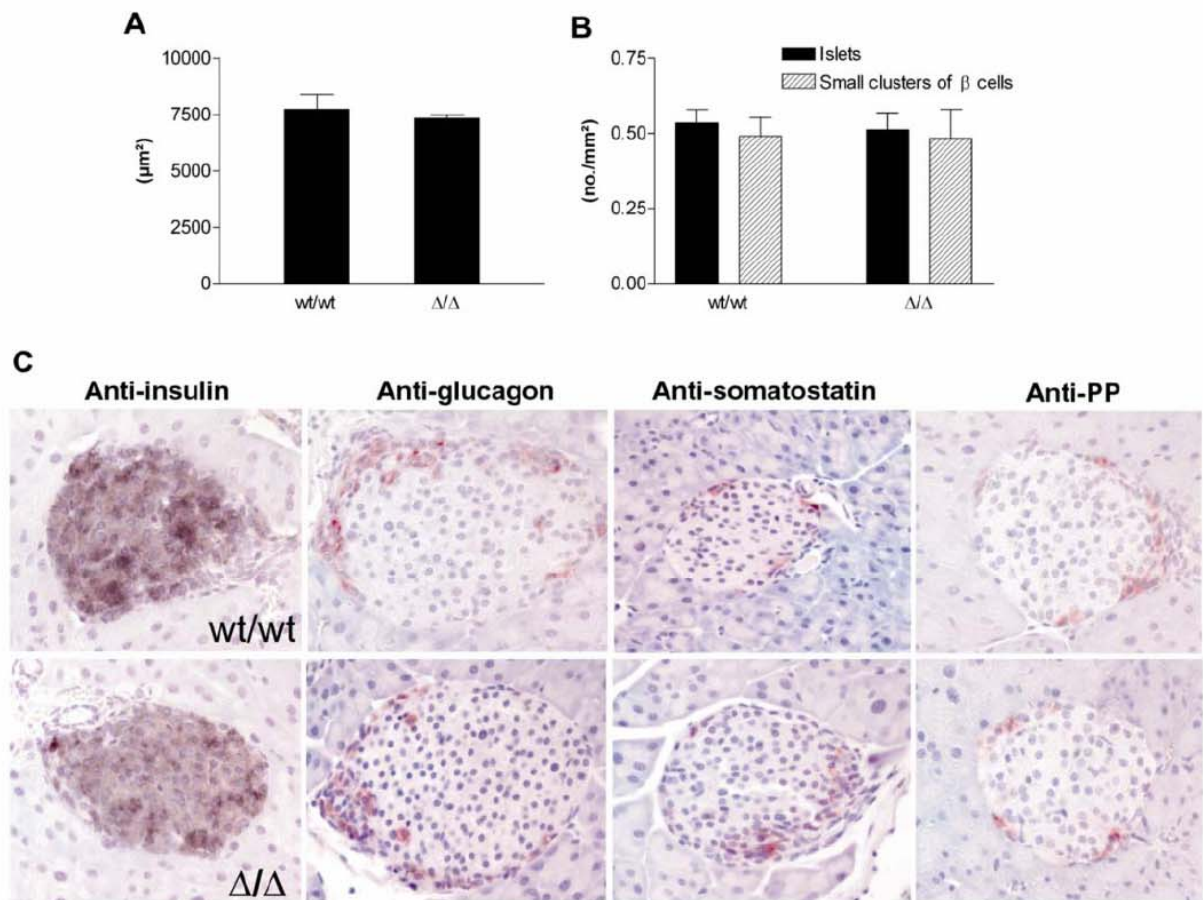 A
(µm²)
10000
7500
5000
2500
0
wt/wt Δ/Δ
B
(no./mm²)
0.75
0.50
0.25
0.00
Islets
Small clusters of β cells
wt/wt Δ/Δ
C
Anti-insulin Anti-glucagon Anti-somatostatin Anti-PP
wt/wt
Δ/Δ